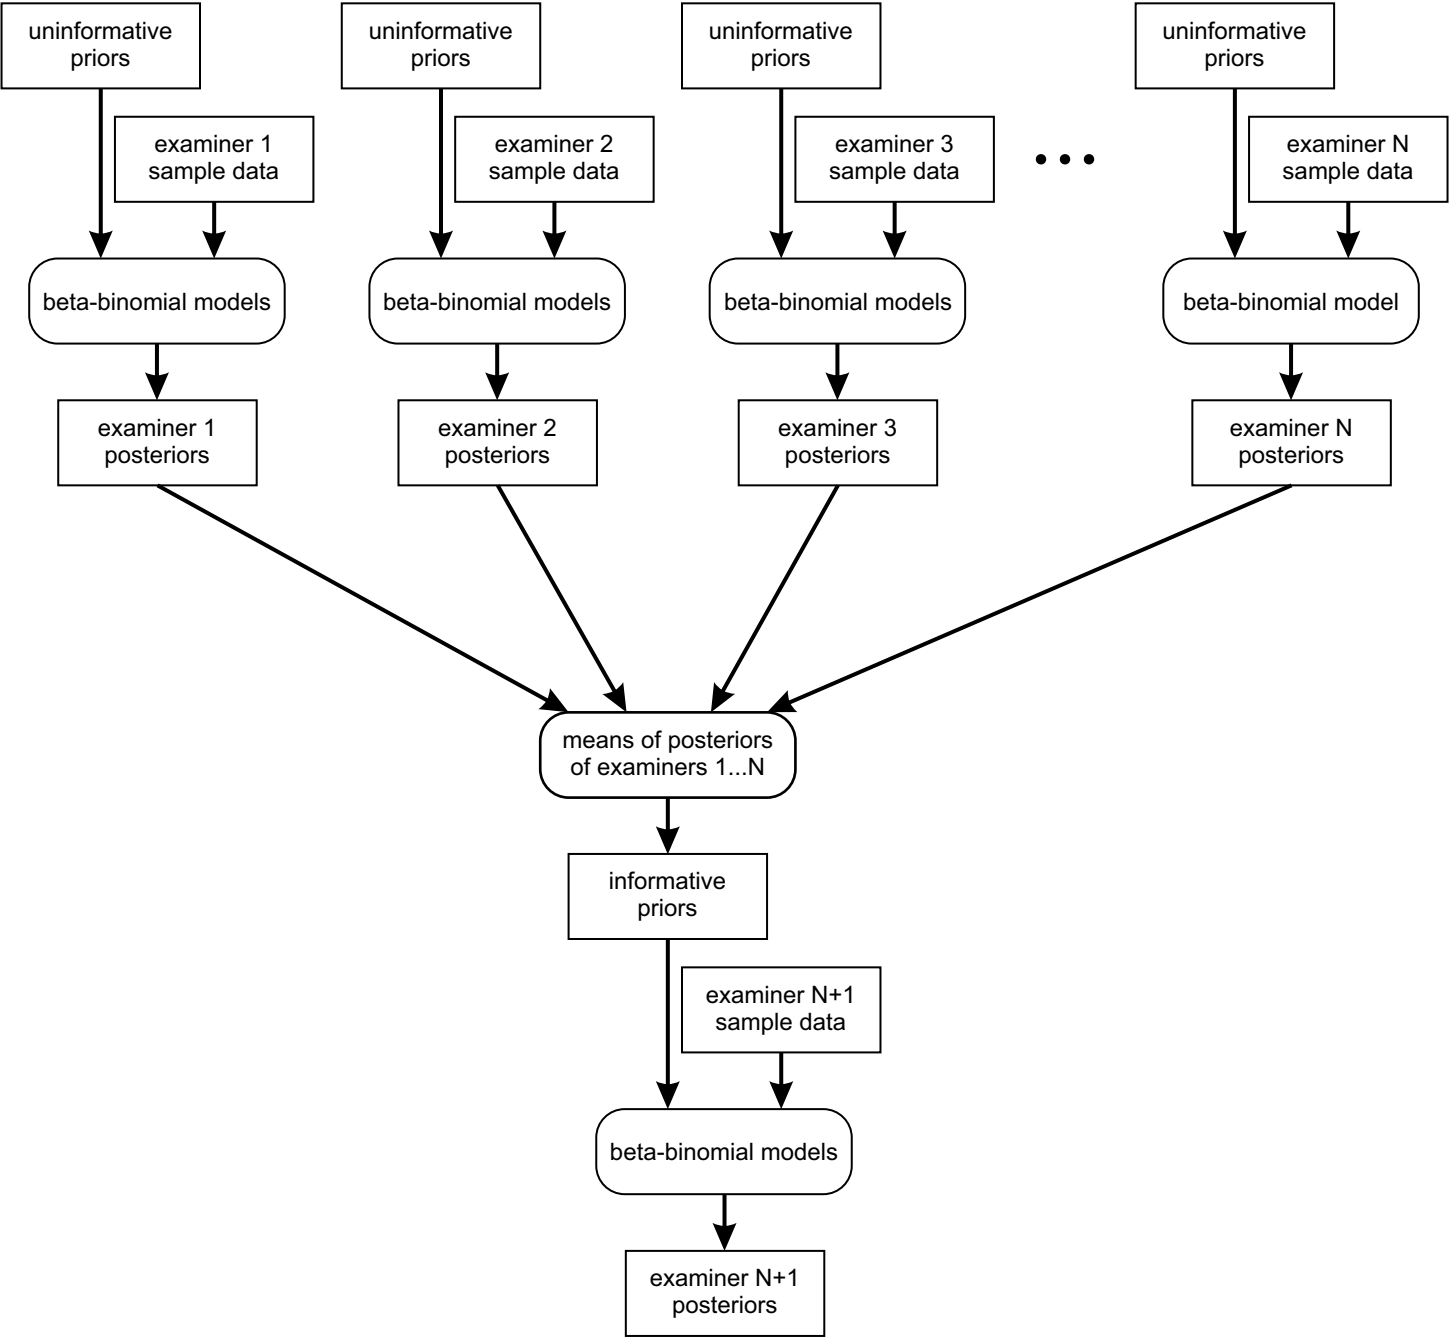 uninformative
priors
uninformative
priors
uninformative
priors
uninformative
priors
examiner 1
sample data
examiner 2
sample data
examiner 3
sample data
• • •
examiner N
sample data
beta-binomial models
beta-binomial models
beta-binomial models
beta-binomial model
examiner 1
posteriors
examiner 2
posteriors
examiner 3
posteriors
examiner N
posteriors
means of posteriors
of examiners 1...N
informative
priors
examiner N+1
sample data
beta-binomial models
examiner N+1
posteriors